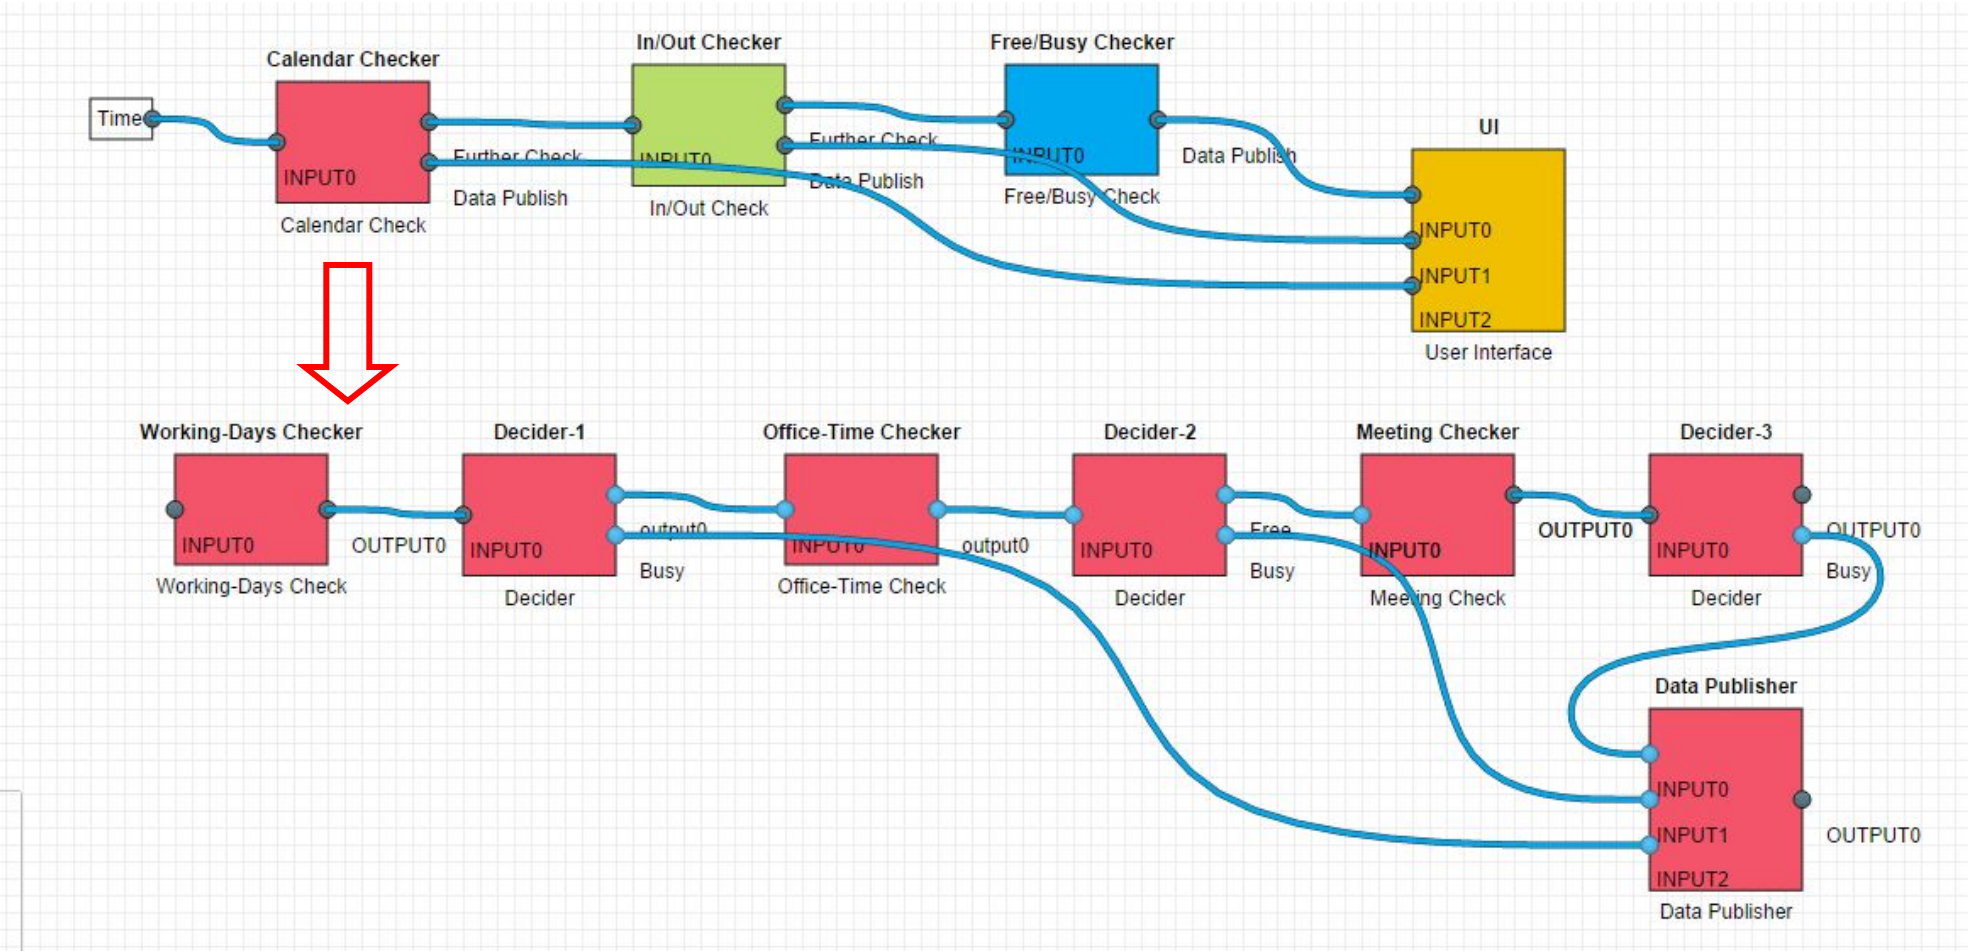 Calendar Checker
In/Out Checker
Free/Busy Checker
Time
UI
Further Check
Further Check
INPUT0
INPUT0
INPUT0
Data Publish
Data Publish
Data Publish
Calendar Check
In/Out Check
Free/Busy Check
INPUT0
INPUT1
INPUT2
User Interface
Working-Days Checker
Decider-1
Office-Time Checker
Decider-2
Meeting Checker
Decider-3
INPUT0
OUTPUT0
INPUT0
output0
Busy
INPUT0
output0
INPUT0
Free
Busy
INPUT0
OUTPUT0
INPUT0
OUTPUT0
Busy
Working-Days Check
Decider
Office-Time Check
Decider
Meeting Check
Decider
Data Publisher
INPUT0
INPUT1
OUTPUT0
INPUT2
Data Publisher